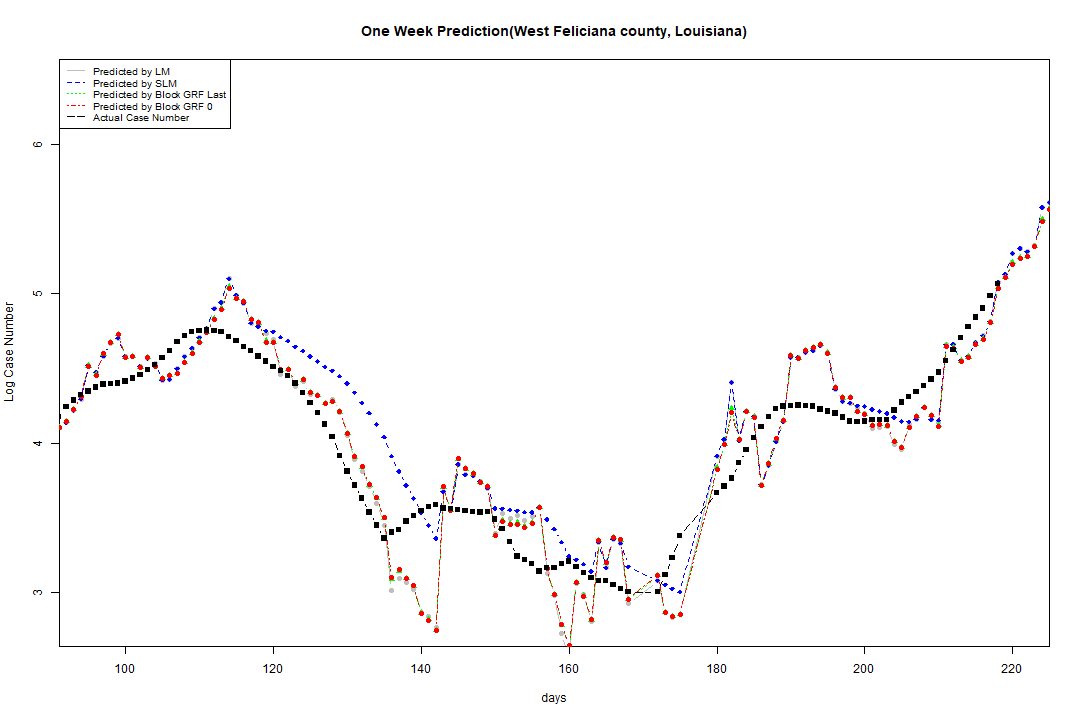 One Week Prediction(West Feliciana county, Louisiana)
Predicted by LM
Predicted by SLM
Predicted by Block GRF Last
Predicted by Block GRF 0
Actual Case Number
Log Case Number
6
5
4
3
100 120 140 160 180 200 220
days